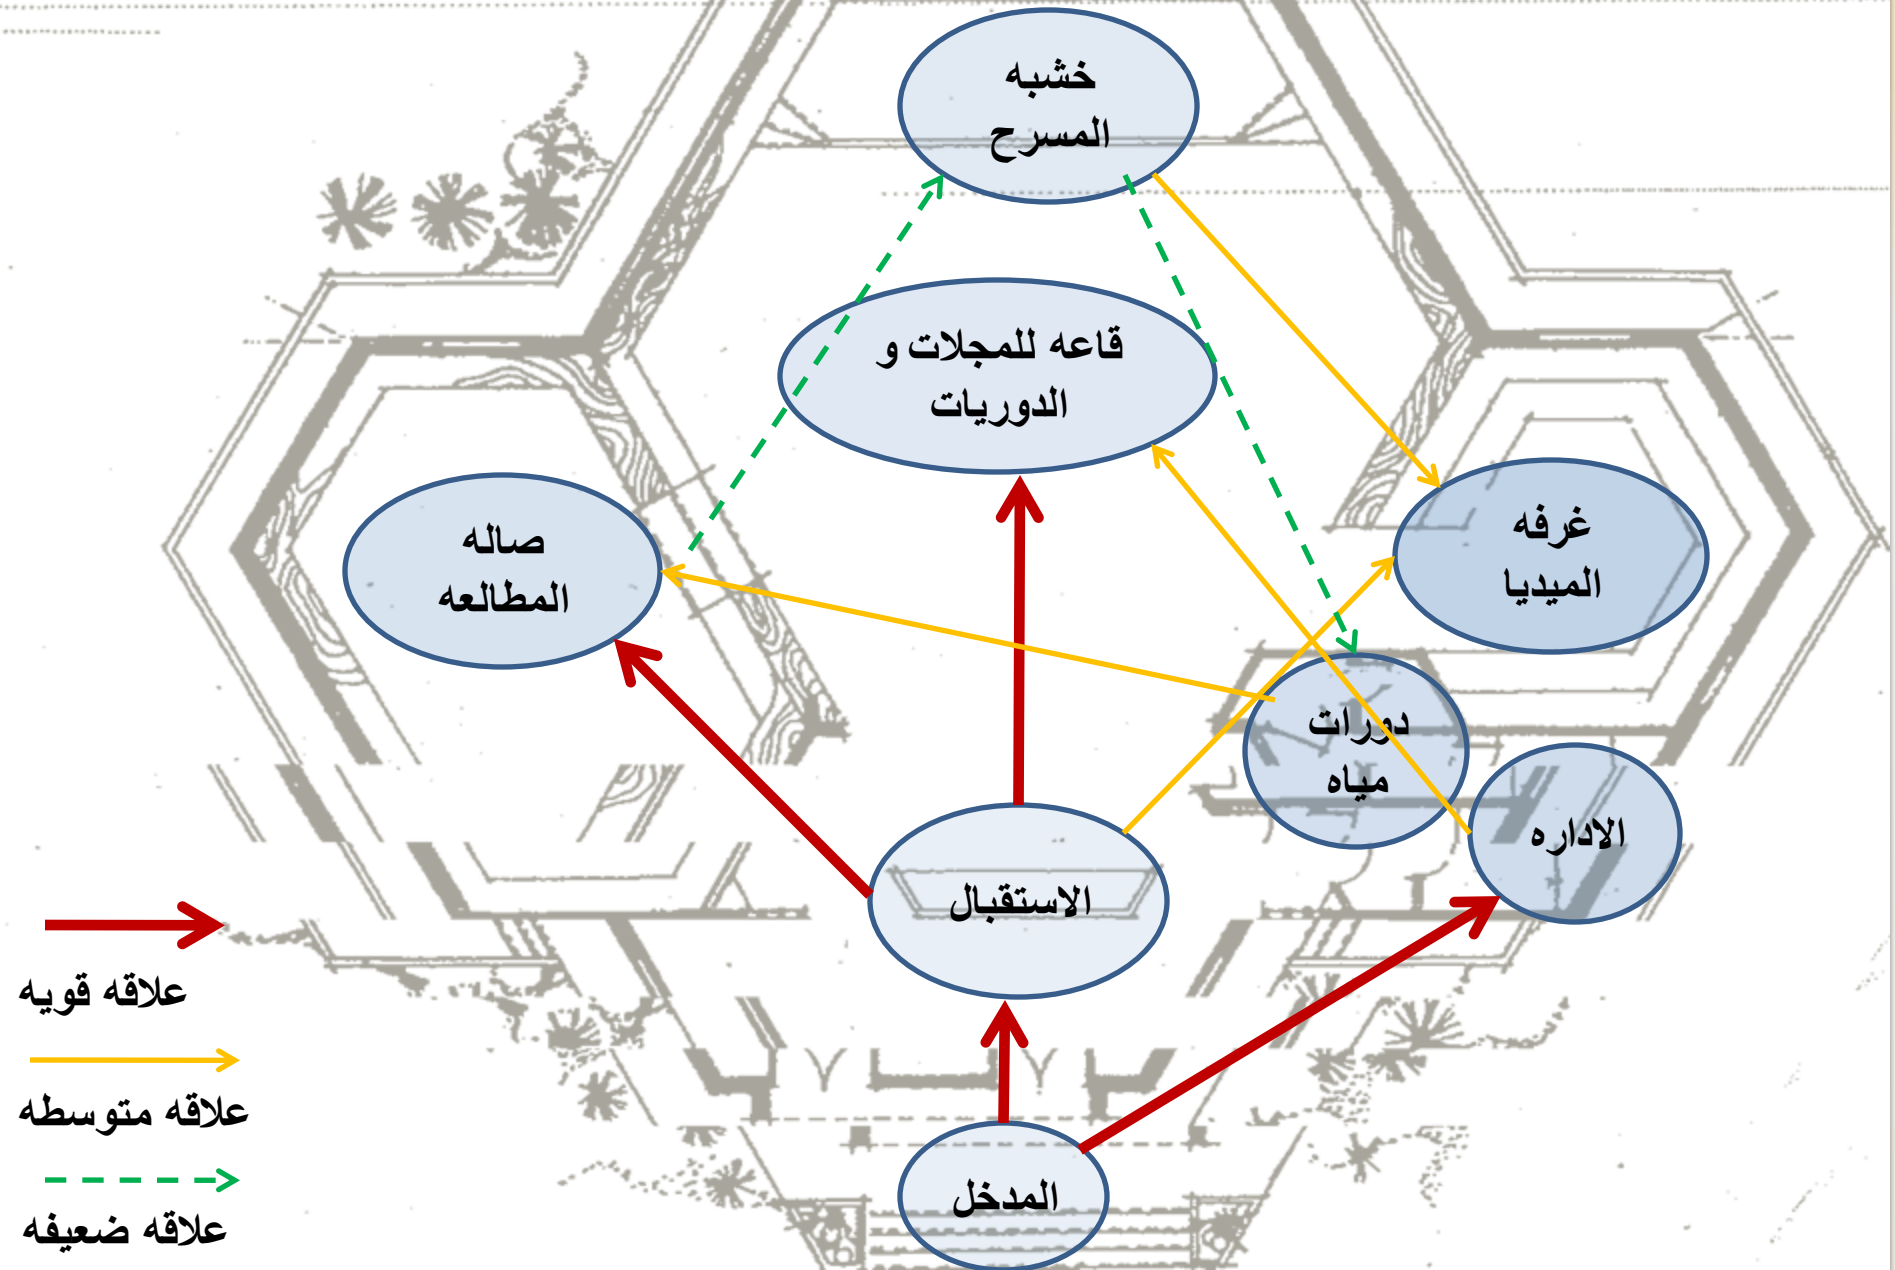 خشبه
المسرح
قاعه للمجلات و
الدوريات
صاله
المطالعه
غرفه
الميديا
دورات
مياه
الاداره
الاستقبال
المدخل
علاقه قويه
علاقه متوسطه
علاقه ضعيفه